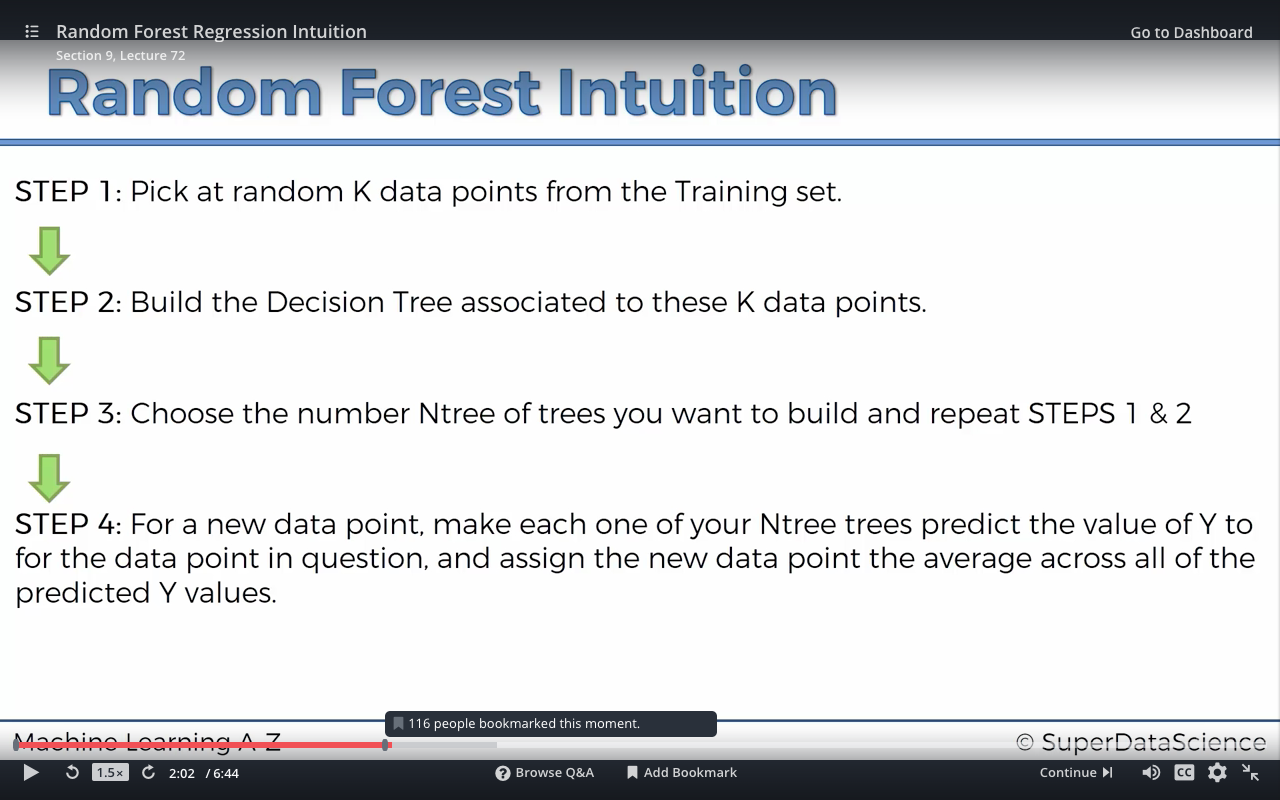 Random Forest Regression Intuition
Go to Dashboard
Section 9, Lecture 72
Random Forest Intuition
STEP 1: Pick at random K data points from the Training set.
STEP 2: Build the Decision Tree associated to these K data points.
STEP 3: Choose the number Ntree of trees you want to build and repeat STEPS 1 & 2
STEP 4: For a new data point, make each one of your Ntree trees predict the value of Y to
for the data point in question, and assign the new data point the average across all of the
predicted Y values.
116 people bookmarked this moment.
Machine Learning A-Z
© SuperDataScience
1.5×
2:02 / 6:44
Browse Q&A
Add Bookmark
Continue
CC